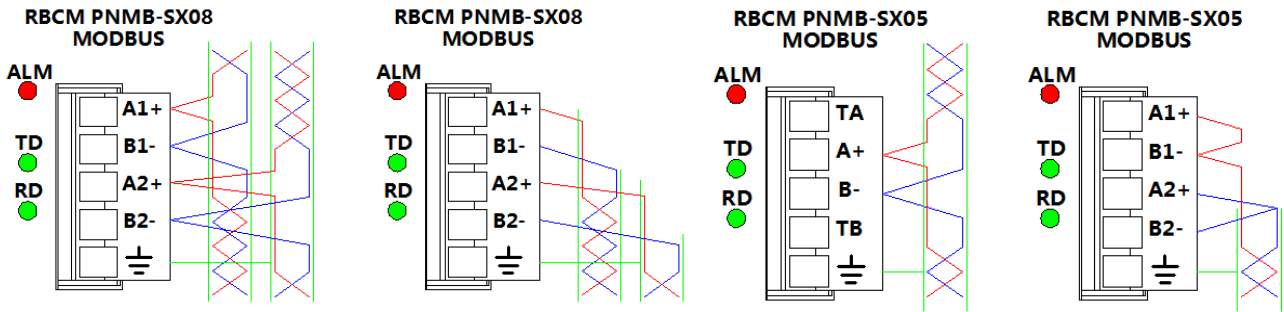 RBCM PNMB-SX08
MODBUS
ALM
A1+
B1-
TD
A2+
RD
B2-
RBCM PNMB-SX08
MODBUS
ALM
A1+
B1-
TD
A2+
RD
B2-
RBCM PNMB-SX05
MODBUS
ALM
TA
A+
TD
B-
RD
TB
RBCM PNMB-SX05
MODBUS
ALM
A1+
B1-
TD
A2+
RD
B2-